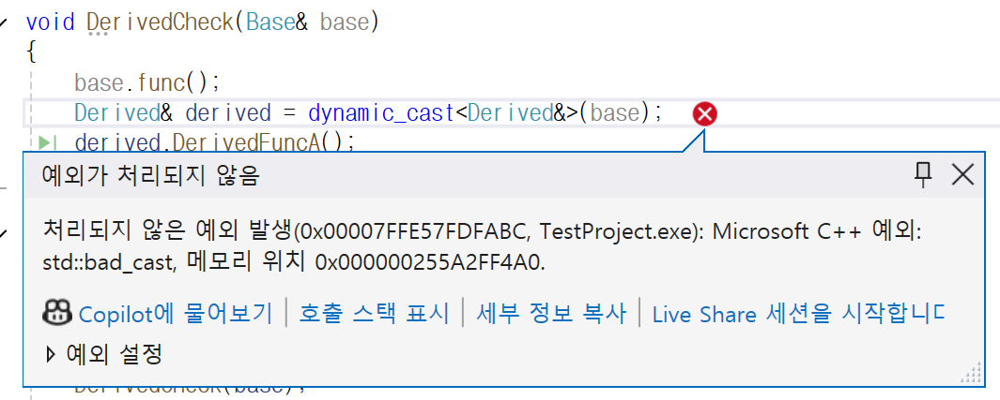 void DerivedCheck(Base& base)
{
base.func();
Derived& derived = dynamic_cast<Derived&>(base);
derived.DerivedFuncA();
예외가 처리되지 않음
처리되지 않은 예외 발생(0x00007FFE57FDFABC, TestProject.exe): Microsoft C++ 예외:
std::bad_cast, 메모리 위치 0x000000255A2FF4A0.
Copilot에 물어보기 | 호출 스택 표시 | 세부 정보 복사 | Live Share 세션을 시작합니다
예외 설정
DerivedCheck(base);